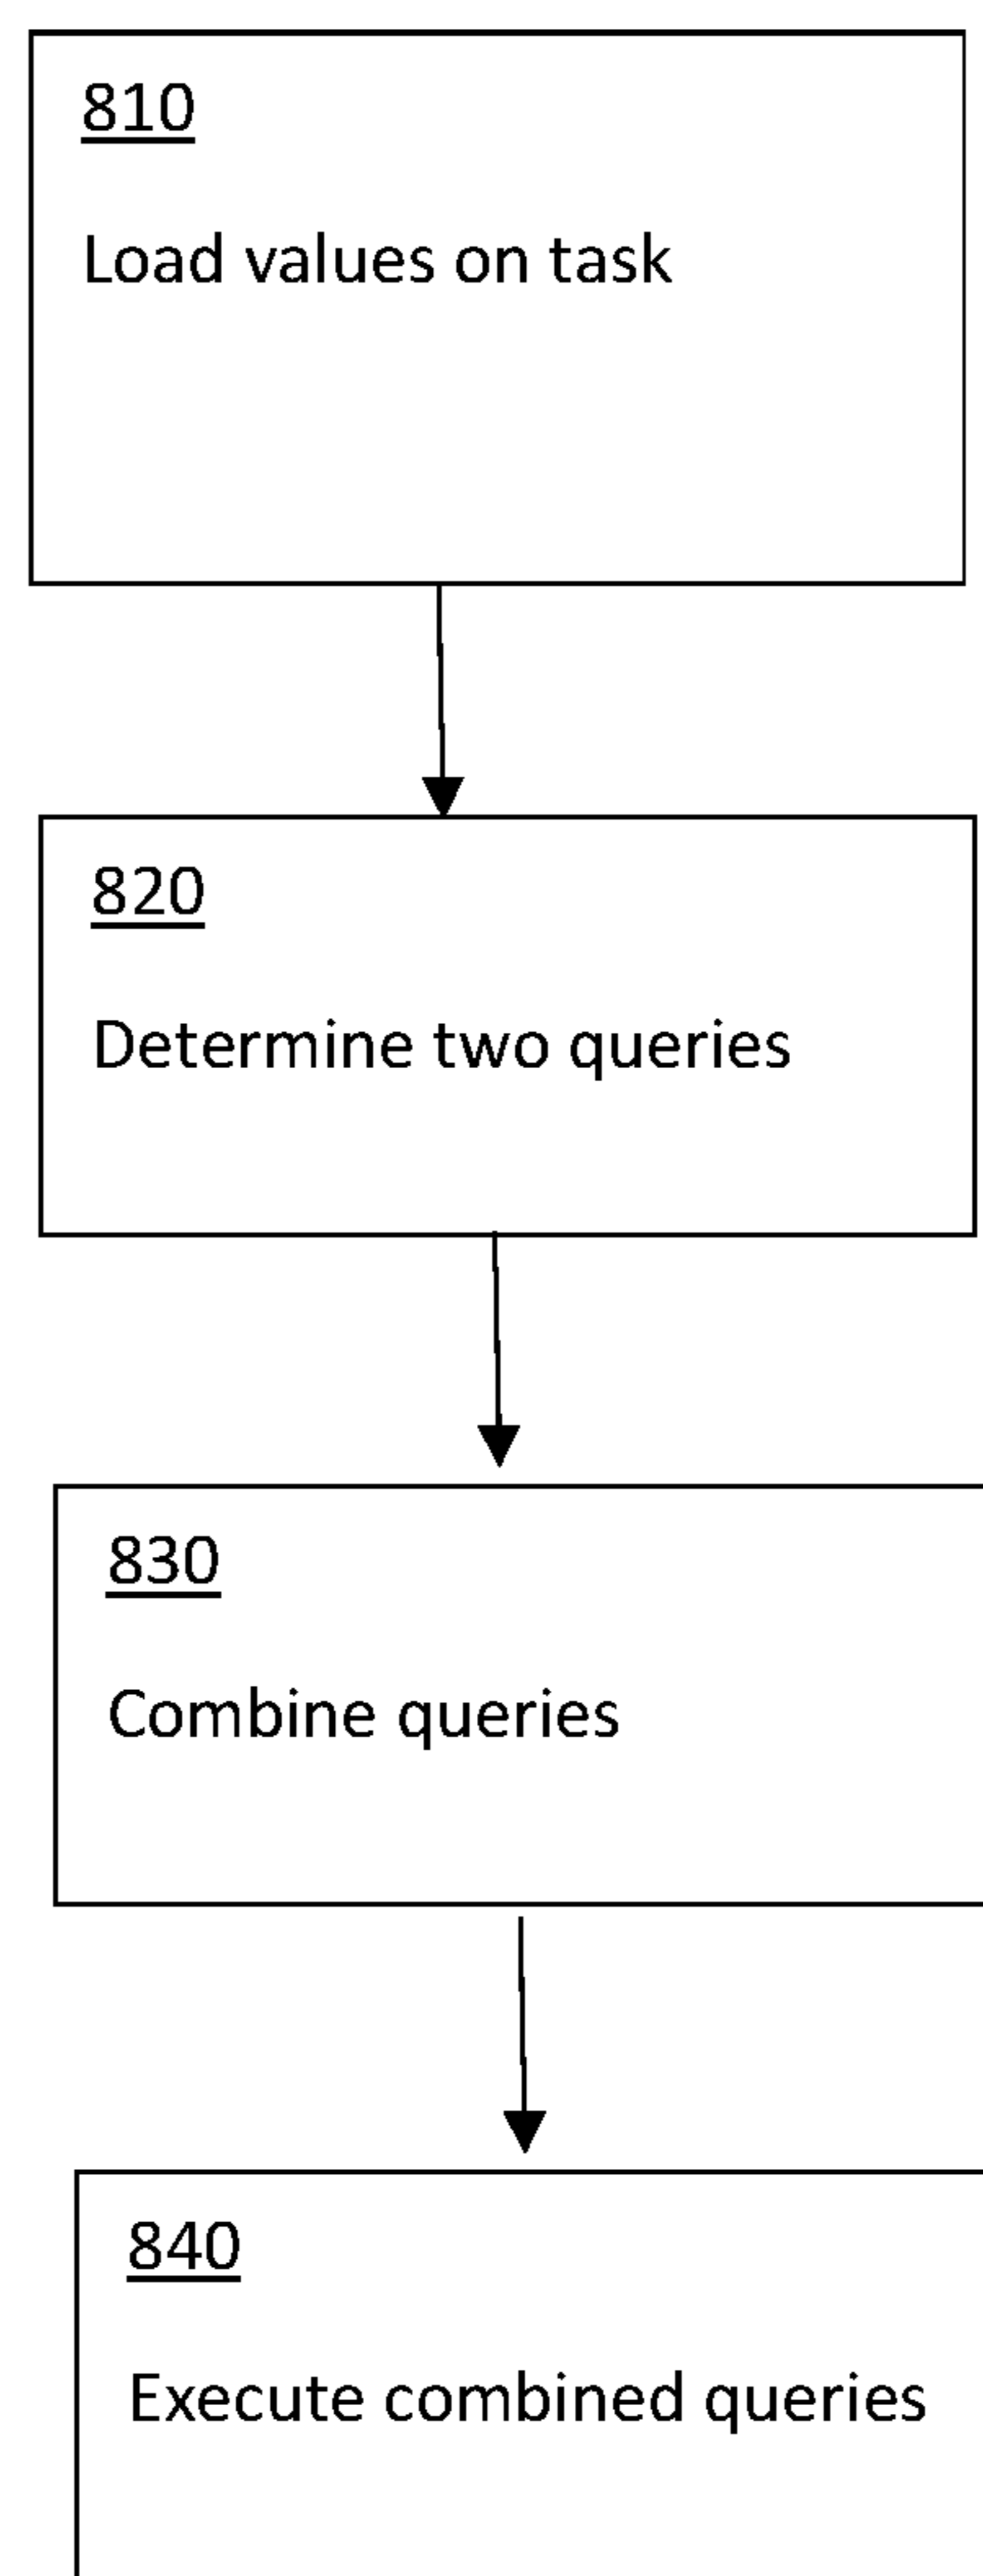 810
Load values on task
820
Determine two queries
830
Combine queries
840
Execute combined queries